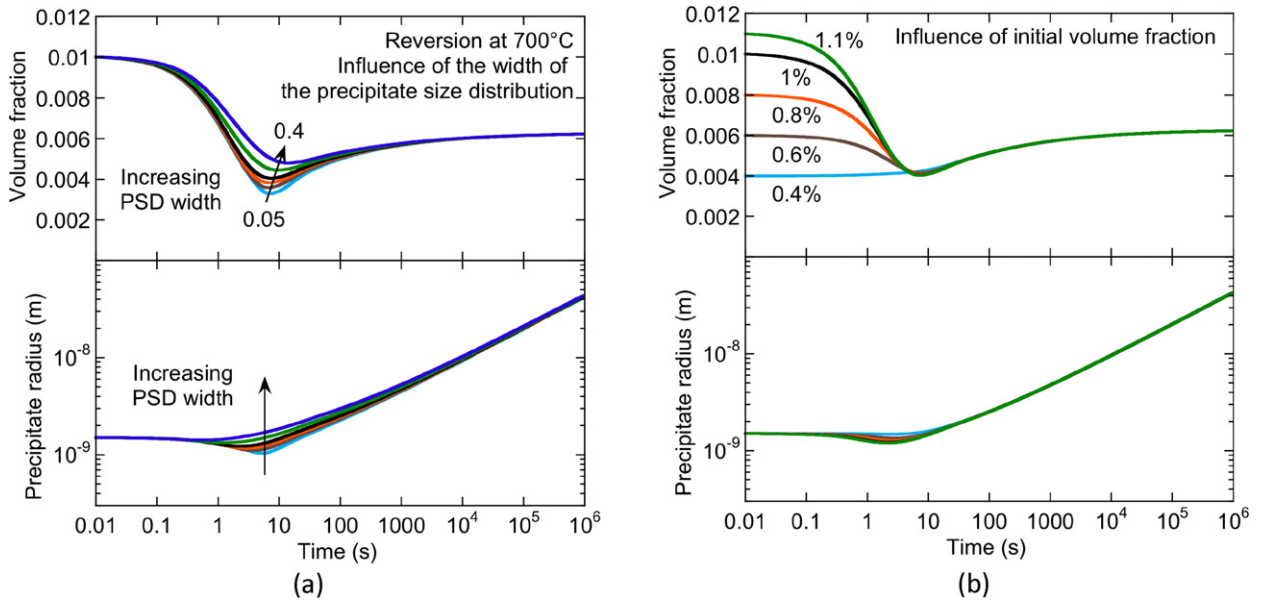 0.012
0.01
0.008
0.006
0.004
0.002
Volume fraction
Reversion at 700°C
Influence of the width of
the precipitate size distribution
0.4
Increasing
PSD width
0.05
10⁻⁸
10⁻⁹
Precipitate radius (m)
Increasing
PSD width
0.01 0.1 1 10 100 1000 10⁴ 10⁵ 10⁶
Time (s)
(a)
0.012
0.010
0.008
0.006
0.004
0.002
Volume fraction
Influence of initial volume fraction
1.1%
1%
0.8%
0.6%
0.4%
10⁻⁸
10⁻⁹
Precipitate radius (m)
0.01 0.1 1 10 100 1000 10⁴ 10⁵ 10⁶
Time (s)
(b)